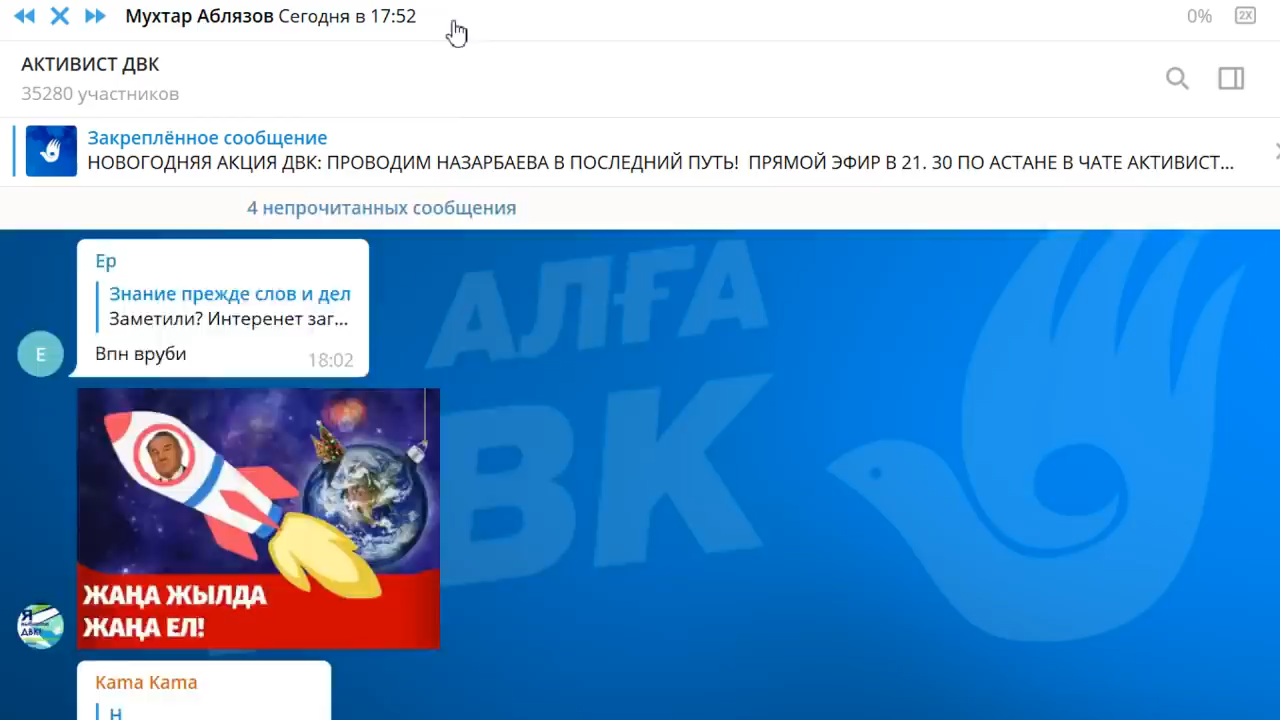 Мухтар Аблязов Сегодня в 17:52
0%
2X
АКТИВИСТ ДВК
35280 участников
Закреплённое сообщение
НОВОГОДНЯЯ АКЦИЯ ДВК: ПРОВОДИМ НАЗАРБАЕВА В ПОСЛЕДНИЙ ПУТЬ! ПРЯМОЙ ЭФИР В 21. 30 ПО АСТАНЕ В ЧАТЕ АКТИВИСТ...
4 непрочитанных сообщения
АЛҒА
ВК
Ер
Знание прежде слов и дел
Заметили? Интеренет заг...
Впн вруби
18:02
Е
ЖАҢА ЖЫЛДА
ЖАҢА ЕЛ!
Я
ДВК
Kama Kama
Н